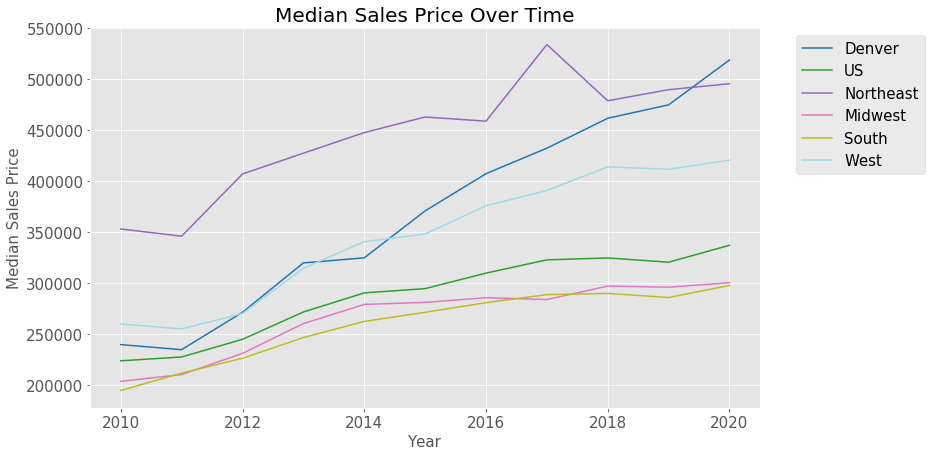 Median Sales Price Over Time
Median Sales Price
550000
500000
450000
400000
350000
300000
250000
200000
2010 2012 2014 2016 2018 2020
Year
Denver
US
Northeast
Midwest
South
West